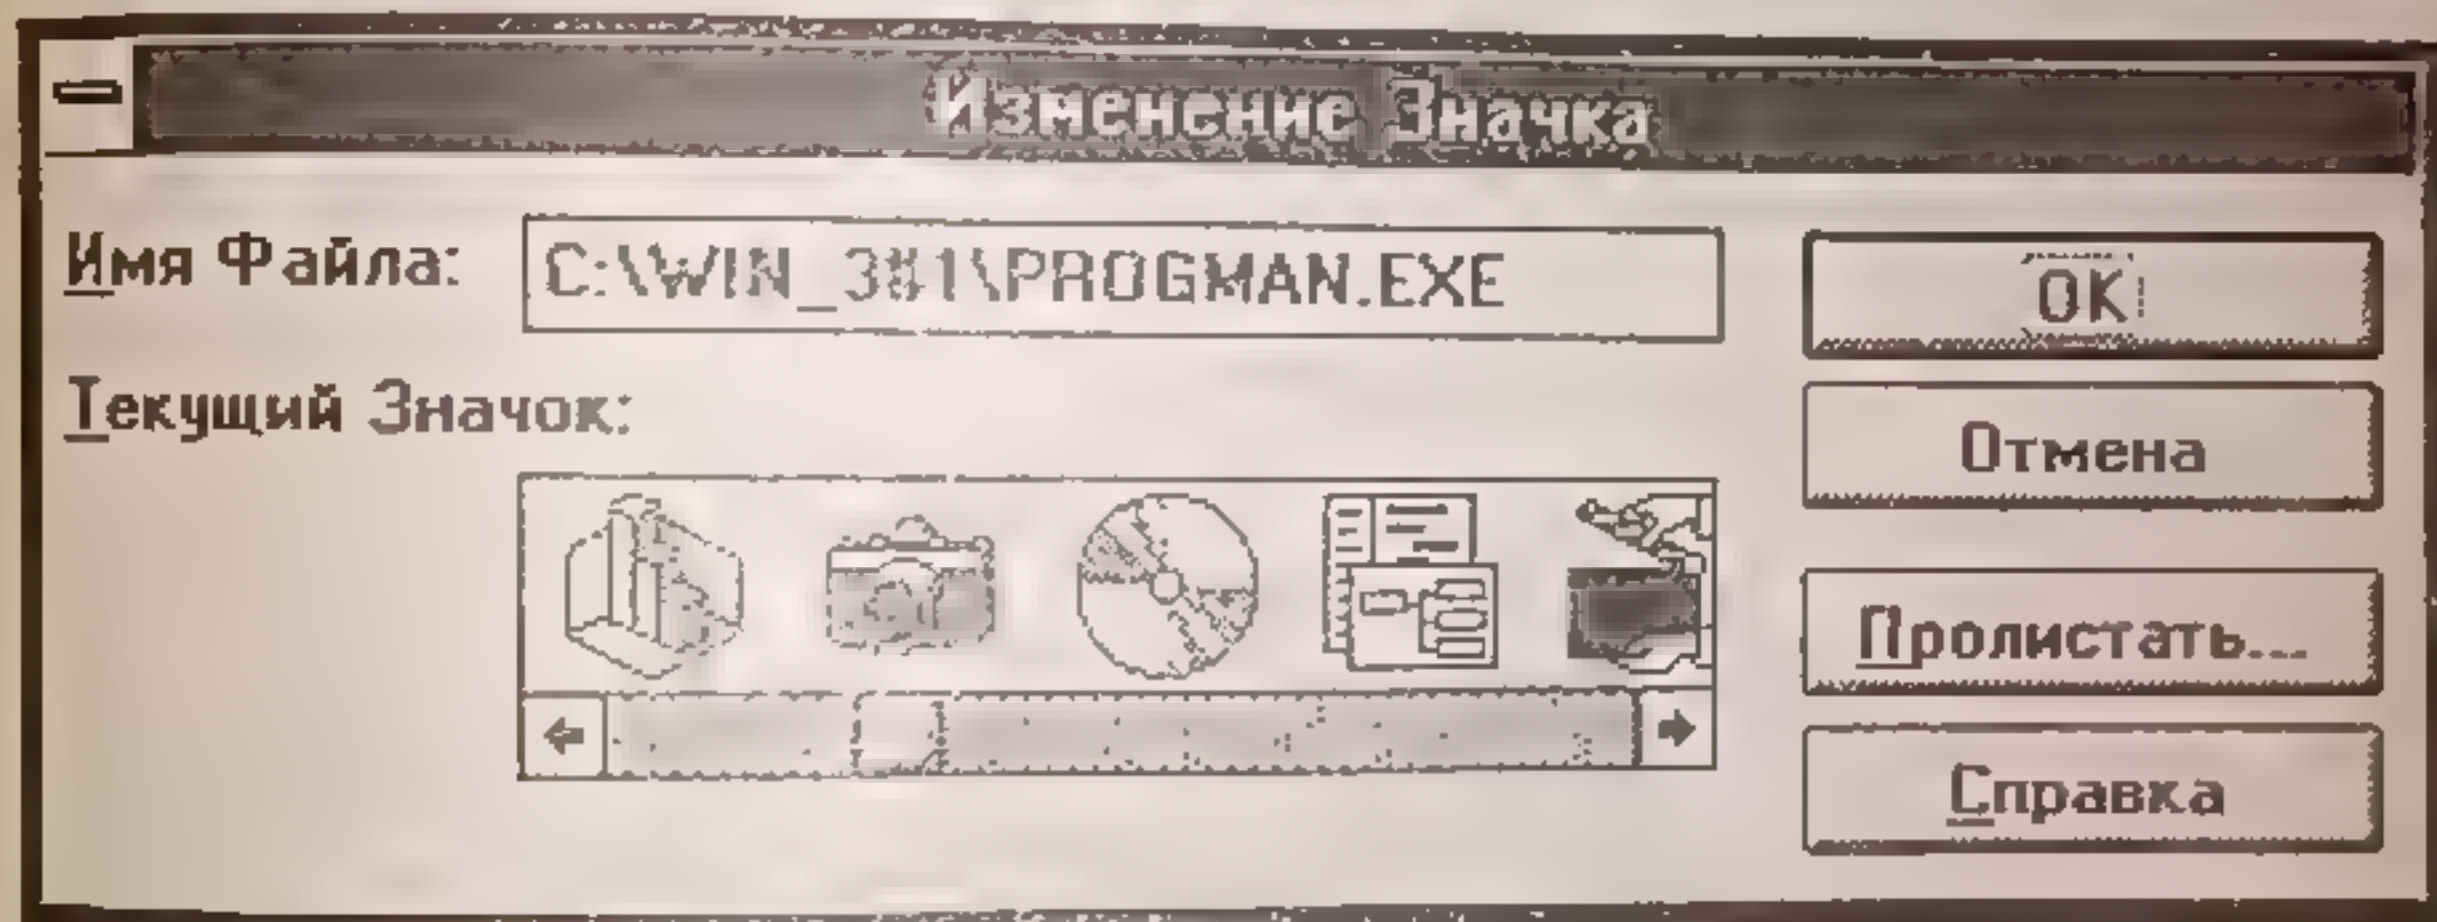 Изменение Значка
Имя Файла:
C:\WIN_3#1\PROGMAN.EXE
OK
Текущий Значок:
Отмена
Пролистать...
Справка